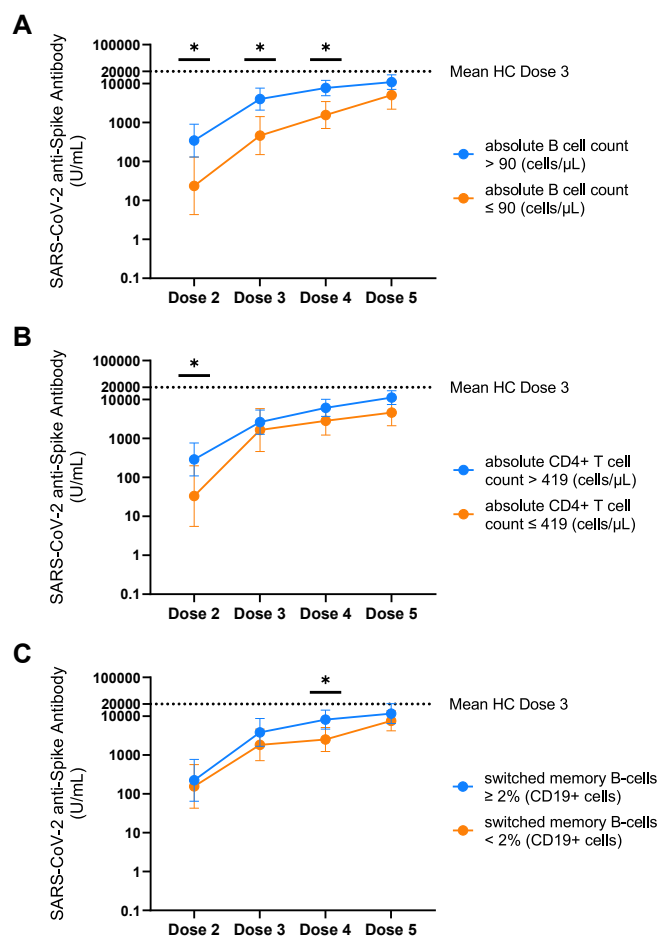 A
SARS-CoV-2 anti-Spike Antibody
(U/mL)
100000
20000
10000
1000
100
10
1
0.1
* * *
Mean HC Dose 3
absolute B cell count
> 90 (cells/µL)
absolute B cell count
≤ 90 (cells/µL)
Dose 2 Dose 3 Dose 4 Dose 5
B
SARS-CoV-2 anti-Spike Antibody
(U/mL)
100000
20000
10000
1000
100
10
1
0.1
*
Mean HC Dose 3
absolute CD4+ T cell
count > 419 (cells/µL)
absolute CD4+ T cell
count ≤ 419 (cells/µL)
Dose 2 Dose 3 Dose 4 Dose 5
C
SARS-CoV-2 anti-Spike Antibody
(U/mL)
100000
20000
10000
1000
100
10
1
0.1
*
Mean HC Dose 3
switched memory B-cells
≥ 2% (CD19+ cells)
switched memory B-cells
< 2% (CD19+ cells)
Dose 2 Dose 3 Dose 4 Dose 5